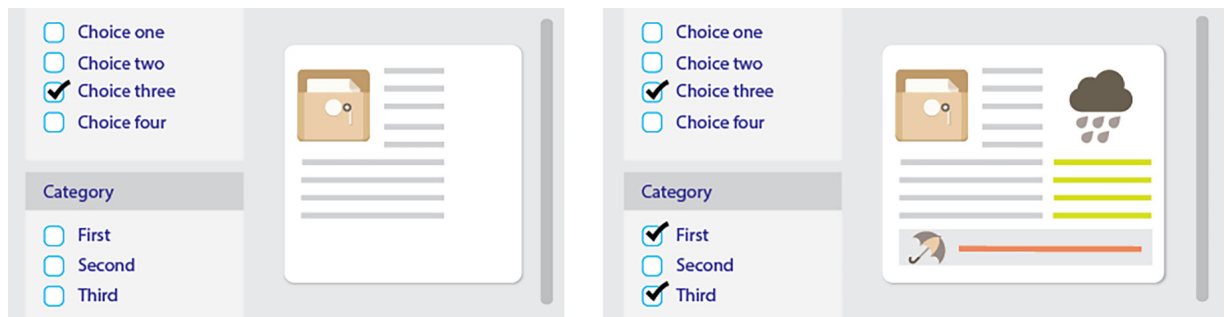 Choice one
Choice two
Choice three
Choice four
Category
First
Second
Third
Choice one
Choice two
Choice three
Choice four
Category
First
Second
Third